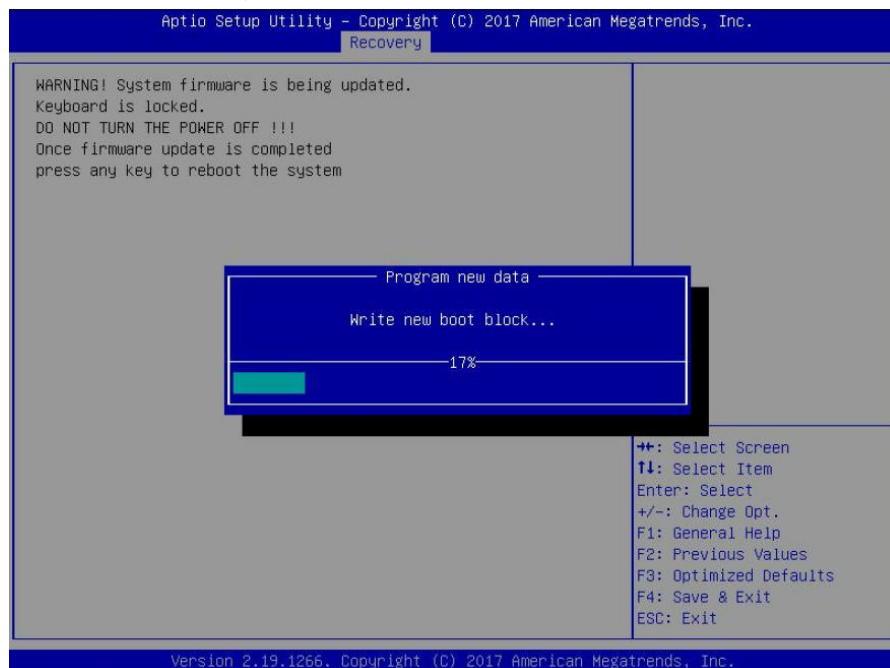 Aptio Setup Utility – Copyright (C) 2017 American Megatrends, Inc.
Recovery
WARNING! System firmware is being updated.
Keyboard is locked.
DO NOT TURN THE POWER OFF !!!
Once firmware update is completed
press any key to reboot the system
Program new data
Write new boot block...
17%
→←: Select Screen
↑↓: Select Item
Enter: Select
+/-: Change Opt.
F1: General Help
F2: Previous Values
F3: Optimized Defaults
F4: Save & Exit
ESC: Exit
Version 2.19.1266. Copyright (C) 2017 American Megatrends, Inc.